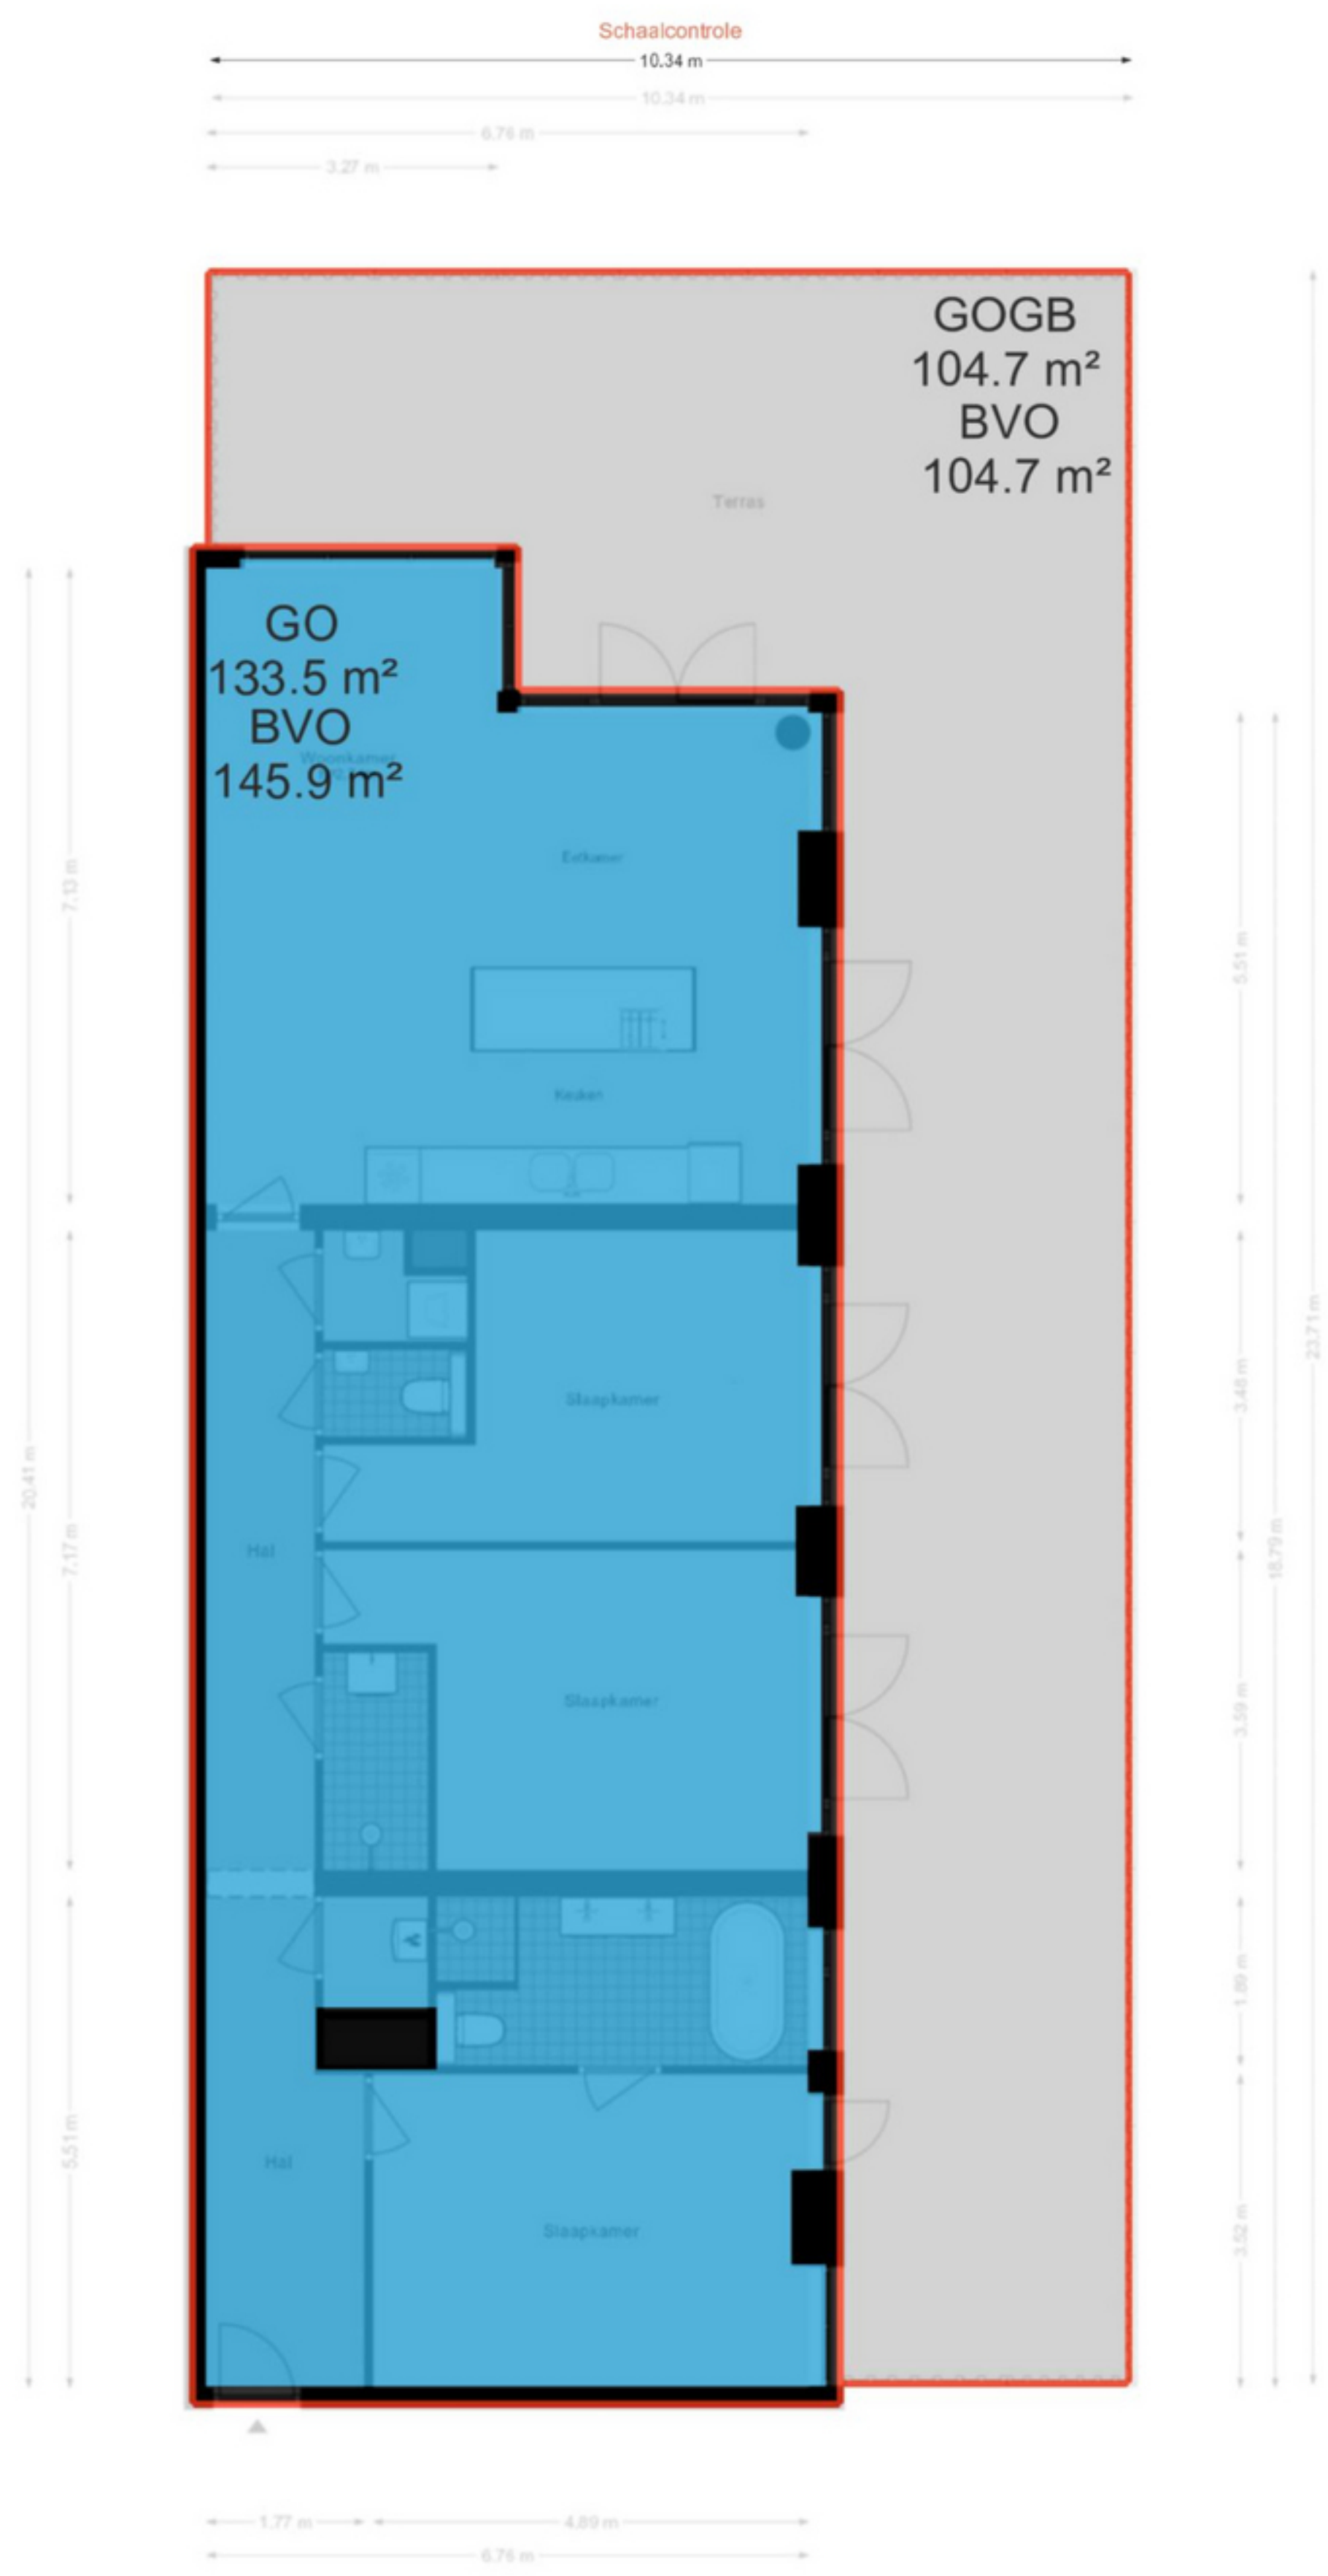 Schaalcontrole
10.34 m
10.34 m
6.76 m
3.27 m
GOGB
104.7 m²
BVO
104.7 m²
Terras
GO
133.5 m²
BVO
145.9 m²
Woonkamer
Eetkamer
Keuken
Slaapkamer
Hal
Slaapkamer
Hal
Slaapkamer
7.13 m
20.41 m
7.17 m
5.51 m
5.51 m
3.48 m
23.71 m
18.79 m
3.59 m
1.89 m
3.52 m
1.77 m
4.89 m
6.76 m